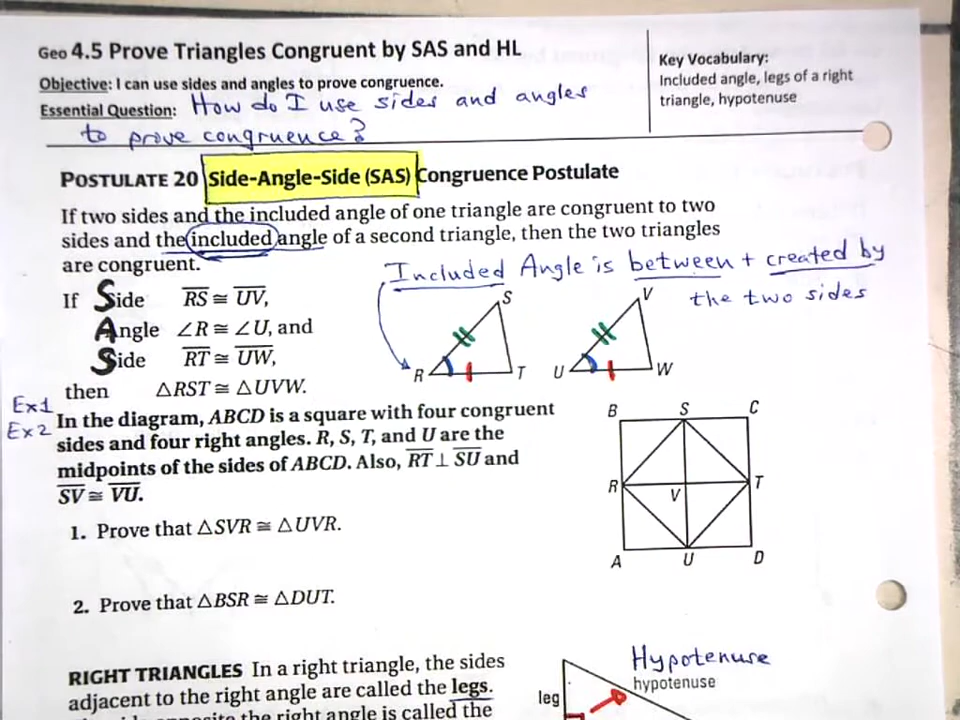 Geo 4.5 Prove Triangles Congruent by SAS and HL
Objective: I can use sides and angles to prove congruence.
Essential Question: How do I use sides and angles
to prove congruence?
Key Vocabulary:
Included angle, legs of a right
triangle, hypotenuse
POSTULATE 20 Side-Angle-Side (SAS) Congruence Postulate
If two sides and the included angle of one triangle are congruent to two
sides and the included angle of a second triangle, then the two triangles
are congruent.
Included Angle is between + created by
the two sides
If Side RS ≅ UV,
Angle ∠R ≅ ∠U, and
Side RT ≅ UW,
then △RST ≅ △UVW.
S
R T
V
U W
Ex1
Ex2
In the diagram, ABCD is a square with four congruent
sides and four right angles. R, S, T, and U are the
midpoints of the sides of ABCD. Also, RT ⊥ SU and
SV ≅ VU.
B S C
R V T
A U D
1. Prove that △SVR ≅ △UVR.
2. Prove that △BSR ≅ △DUT.
RIGHT TRIANGLES In a right triangle, the sides
adjacent to the right angle are called the legs.
the right angle is called the
Hypotenuse
hypotenuse
leg